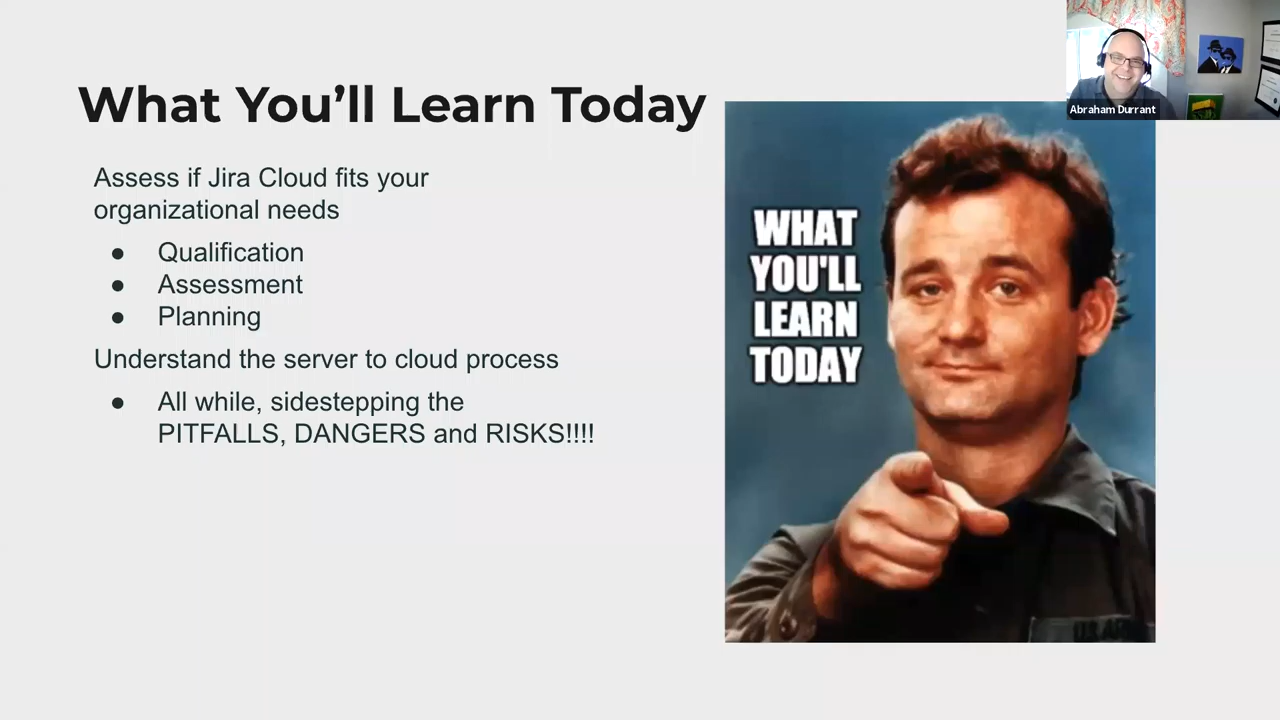 What You'll Learn Today
Assess if Jira Cloud fits your
organizational needs
● Qualification
● Assessment
● Planning
Understand the server to cloud process
● All while, sidestepping the
PITFALLS, DANGERS and RISKS!!!!
WHAT
YOU'LL
LEARN
TODAY
Abraham Durrant